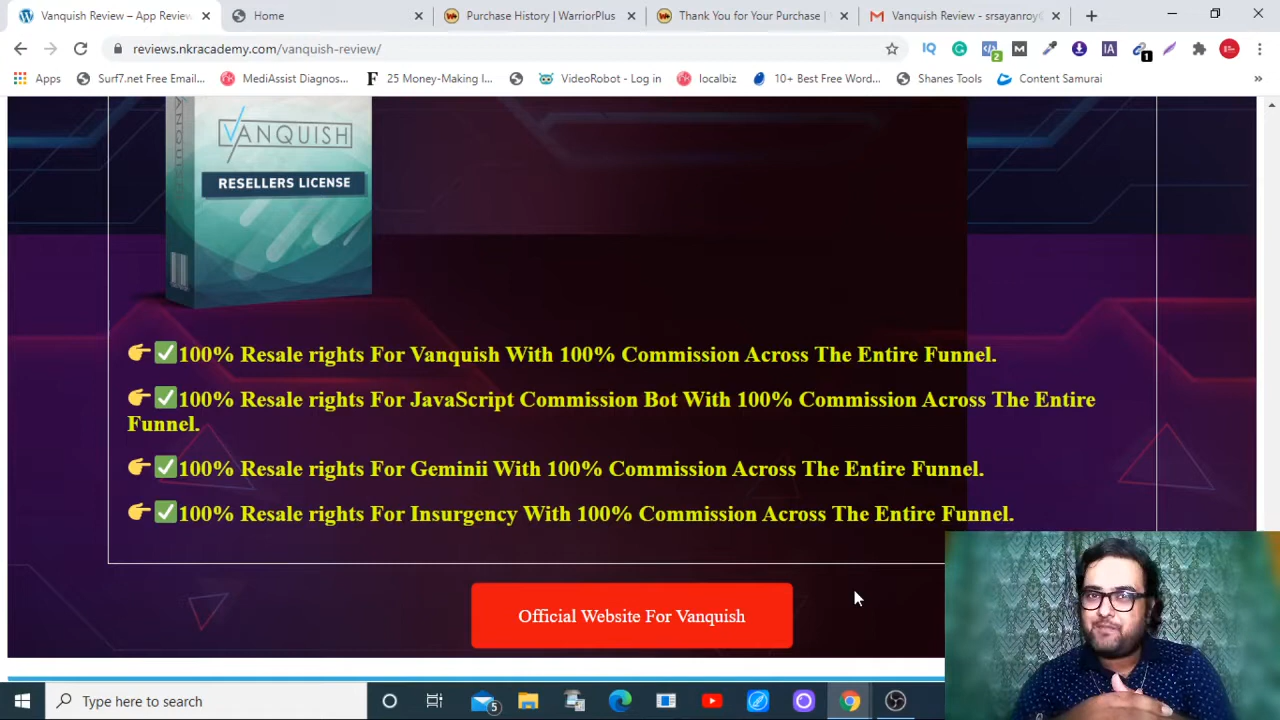 Vanquish Review – App Review
Home
Purchase History | WarriorPlus
Thank You for Your Purchase |
Vanquish Review - srsayanroy@
reviews.nkracademy.com/vanquish-review/
Apps
Surf7.net Free Email...
MediAssist Diagnos...
25 Money-Making I...
VideoRobot - Log in
localbiz
10+ Best Free Word...
Shanes Tools
Content Samurai
»
VANQUISH
RESELLERS LICENSE
👉✅100% Resale rights For Vanquish With 100% Commission Across The Entire Funnel.
👉✅100% Resale rights For JavaScript Commission Bot With 100% Commission Across The Entire
Funnel.
👉✅100% Resale rights For Geminii With 100% Commission Across The Entire Funnel.
👉✅100% Resale rights For Insurgency With 100% Commission Across The Entire Funnel.
Official Website For Vanquish
Type here to search
5